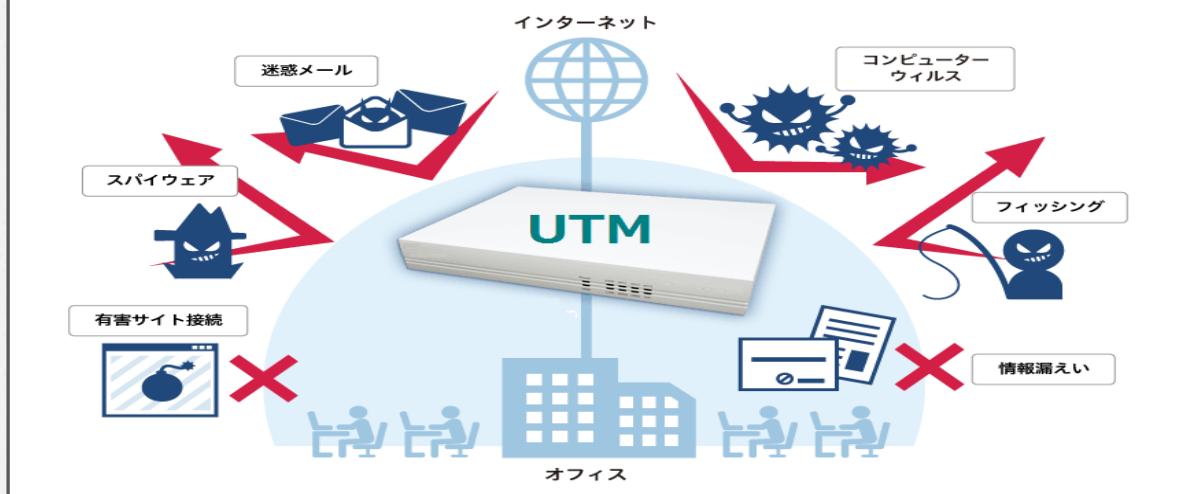 インターネット
迷惑メール
コンピューター
ウィルス
スパイウェア
フィッシング
UTM
有害サイト接続
情報漏えい
オフィス